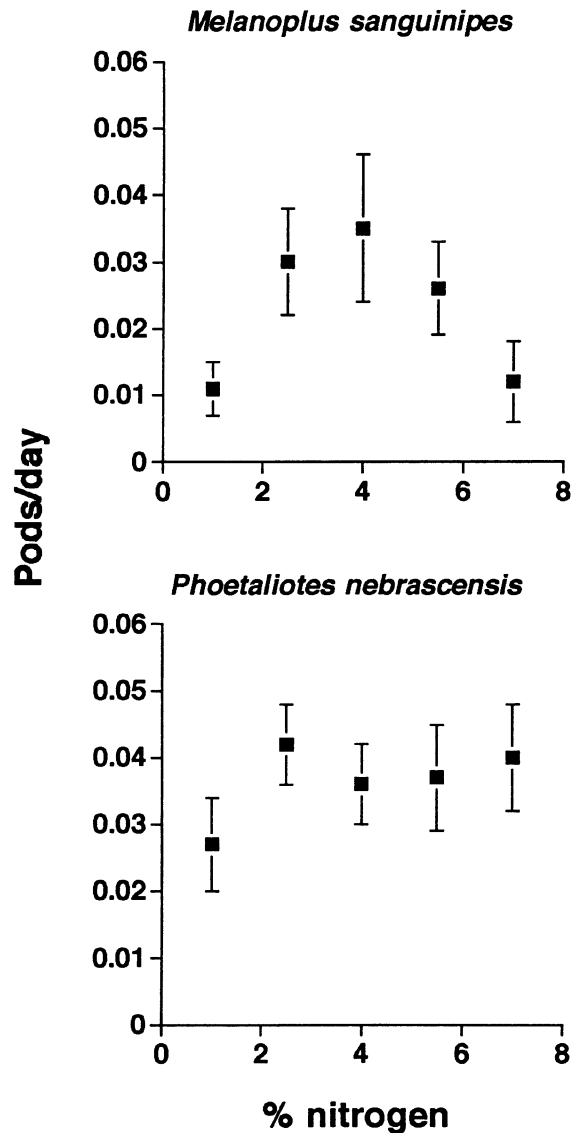 Melanoplus sanguinipes
0.06
0.05
0.04
0.03
0.02
0.01
0
0 2 4 6 8
Pods/day
Phoetaliotes nebrascensis
0.06
0.05
0.04
0.03
0.02
0.01
0
0 2 4 6 8
% nitrogen